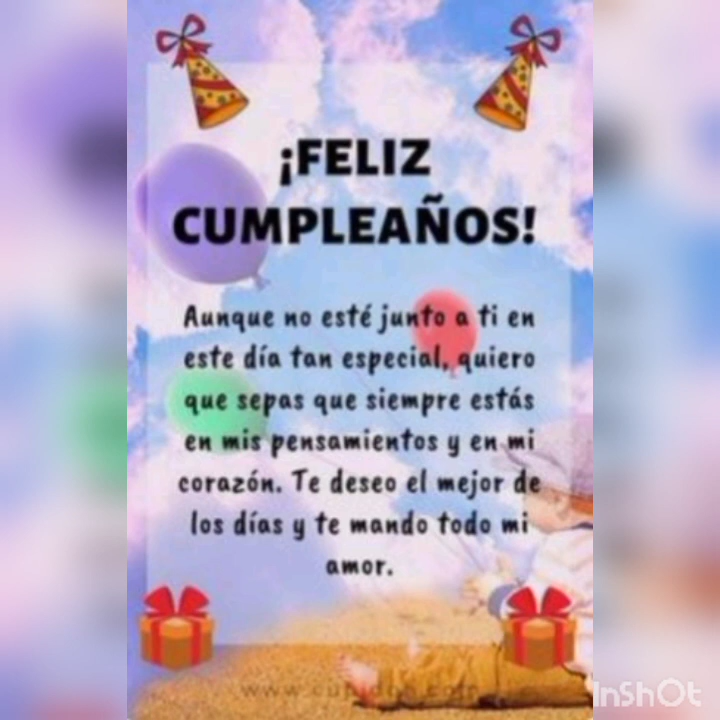 ¡FELIZ
CUMPLEAÑOS!
Aunque no esté junto a ti en
este día tan especial, quiero
que sepas que siempre estás
en mis pensamientos y en mi
corazón. Te deseo el mejor de
los días y te mando todo mi
amor.
InShOt